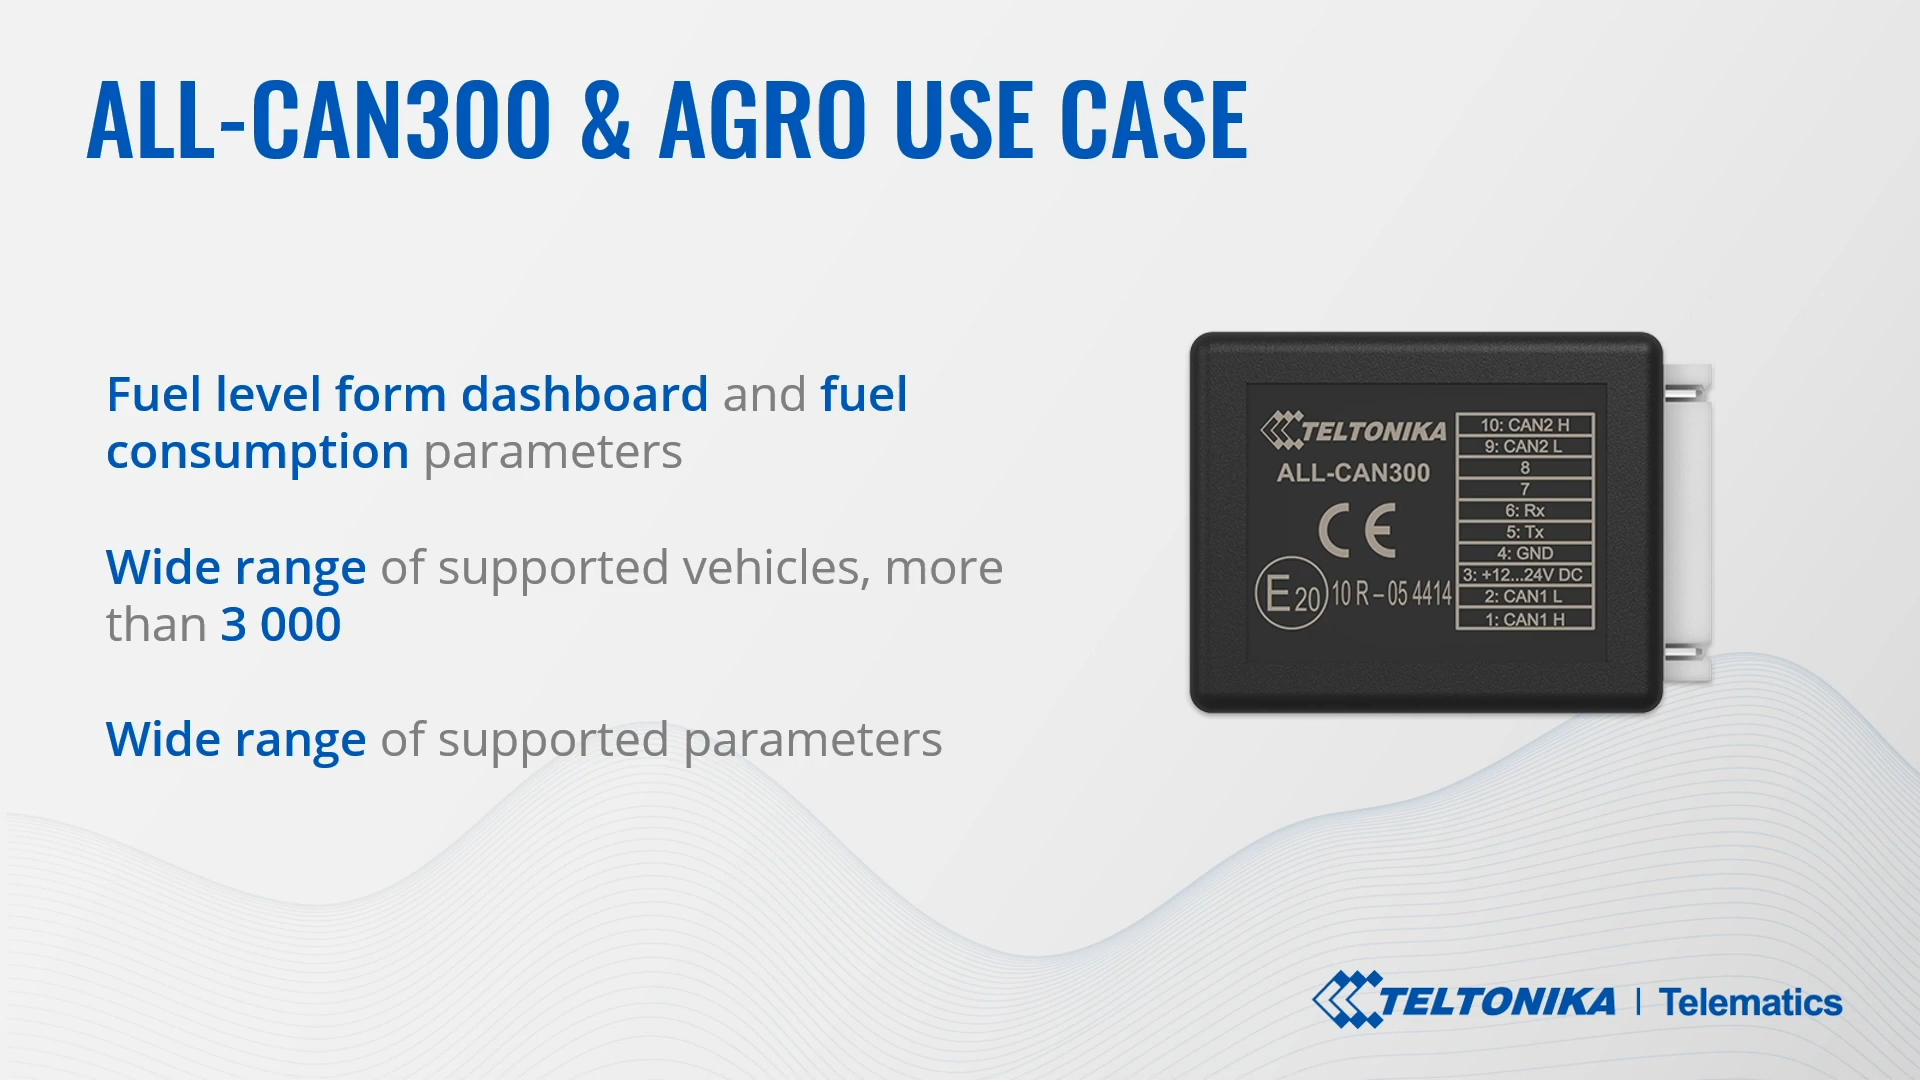 ALL-CAN300 & AGRO USE CASE
Fuel level form dashboard and fuel
consumption parameters
Wide range of supported vehicles, more
than 3 000
Wide range of supported parameters
TELTONIKA
ALL-CAN300
CE
E20 10 R – 05 4414
10: CAN2 H
9: CAN2 L
8
7
6: Rx
5: Tx
4: GND
3: +12...24V DC
2: CAN1 L
1: CAN1 H
TELTONIKA | Telematics